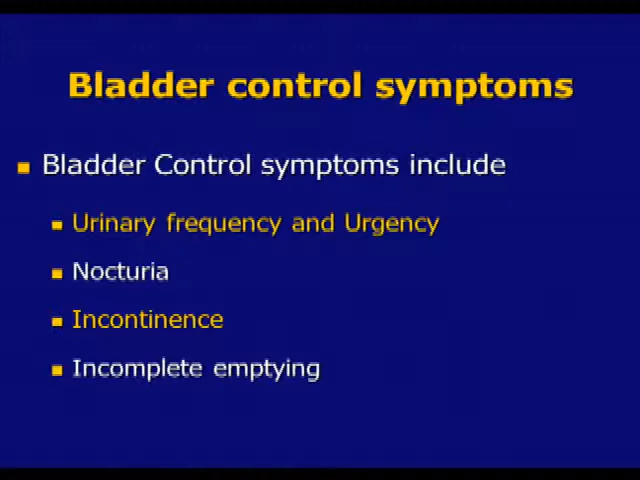 Bladder control symptoms
Bladder Control symptoms include
Urinary frequency and Urgency
Nocturia
Incontinence
Incomplete emptying